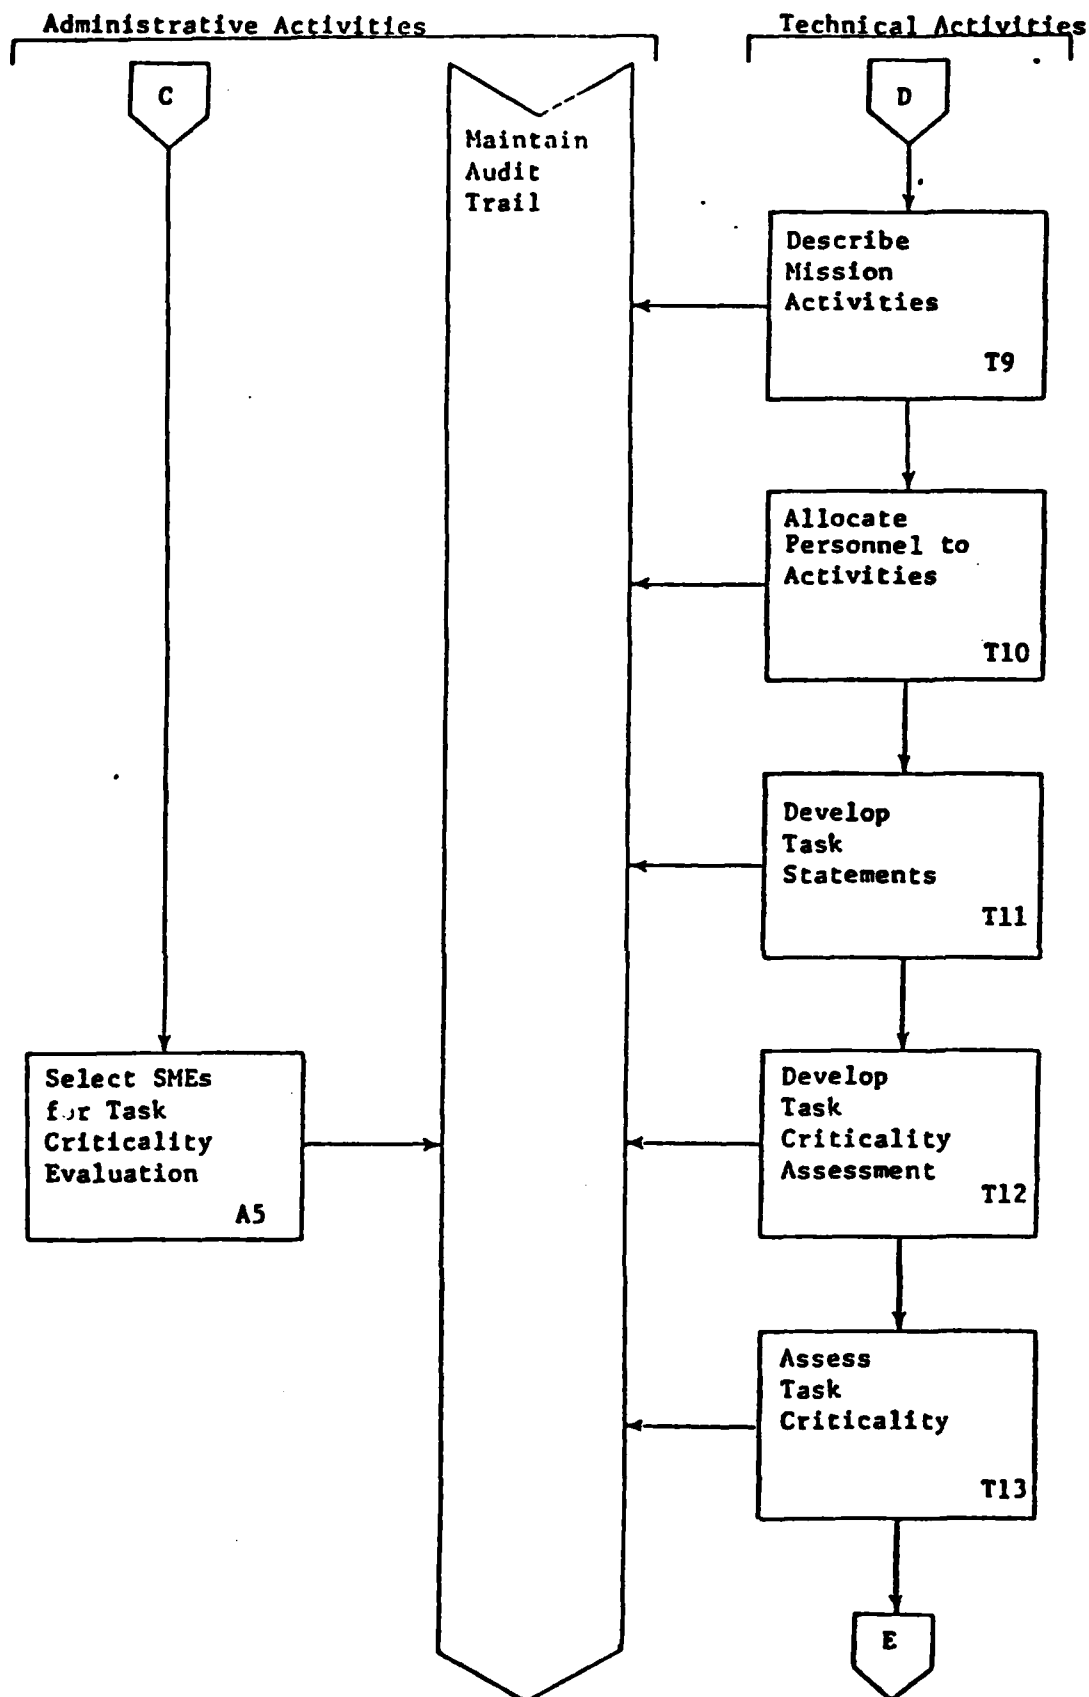 Administrative Activities
Technical Activities
C
D
Maintain
Audit
Trail
Describe
Mission
Activities
T9
Allocate
Personnel to
Activities
T10
Develop
Task
Statements
T11
Select SMEs
for Task
Criticality
Evaluation
A5
Develop
Task
Criticality
Assessment
T12
Assess
Task
Criticality
T13
E